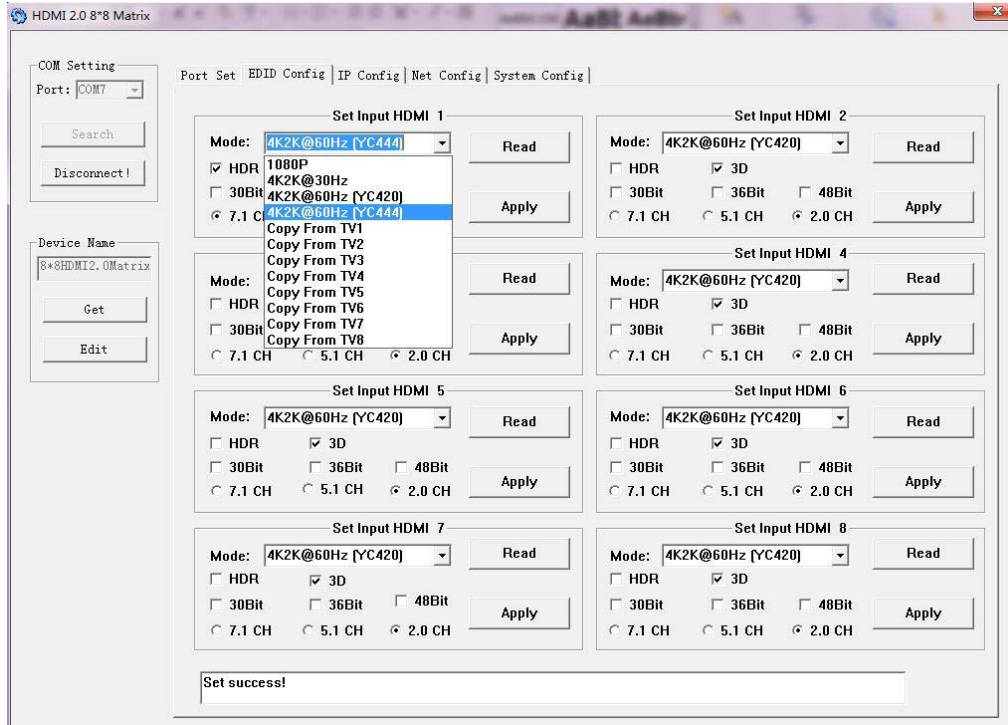 HDMI 2.0 8*8 Matrix
COM Setting
Port: COM7
Search
Disconnect!
Device Name
8*8HDMI2.0Matrix
Get
Edit
Port Set EDID Config IP Config Net Config System Config
Set Input HDMI 1
Mode: 4K2K@60Hz (YC444) Read
HDR
30Bit
7.1 Apply
1080P
4K2K@30Hz
4K2K@60Hz (YC420)
4K2K@60Hz (YC444)
Copy From TV1
Copy From TV2
Copy From TV3
Copy From TV4
Copy From TV5
Copy From TV6
Copy From TV7
Copy From TV8
Set Input HDMI 2
Mode: 4K2K@60Hz (YC420) Read
HDR 3D
30Bit 36Bit 48Bit
7.1 CH 5.1 CH 2.0 CH Apply
Mode: Read
HDR
30Bit Apply
7.1 CH 5.1 CH 2.0 CH
Set Input HDMI 4
Mode: 4K2K@60Hz (YC420) Read
HDR 3D
30Bit 36Bit 48Bit Apply
7.1 CH 5.1 CH 2.0 CH
Set Input HDMI 5
Mode: 4K2K@60Hz (YC420) Read
HDR 3D
30Bit 36Bit 48Bit
7.1 CH 5.1 CH 2.0 CH Apply
Set Input HDMI 6
Mode: 4K2K@60Hz (YC420) Read
HDR 3D
30Bit 36Bit 48Bit
7.1 CH 5.1 CH 2.0 CH Apply
Set Input HDMI 7
Mode: 4K2K@60Hz (YC420) Read
HDR 3D
30Bit 36Bit 48Bit
7.1 CH 5.1 CH 2.0 CH Apply
Set Input HDMI 8
Mode: 4K2K@60Hz (YC420) Read
HDR 3D
30Bit 36Bit 48Bit
7.1 CH 5.1 CH 2.0 CH Apply
Set success!